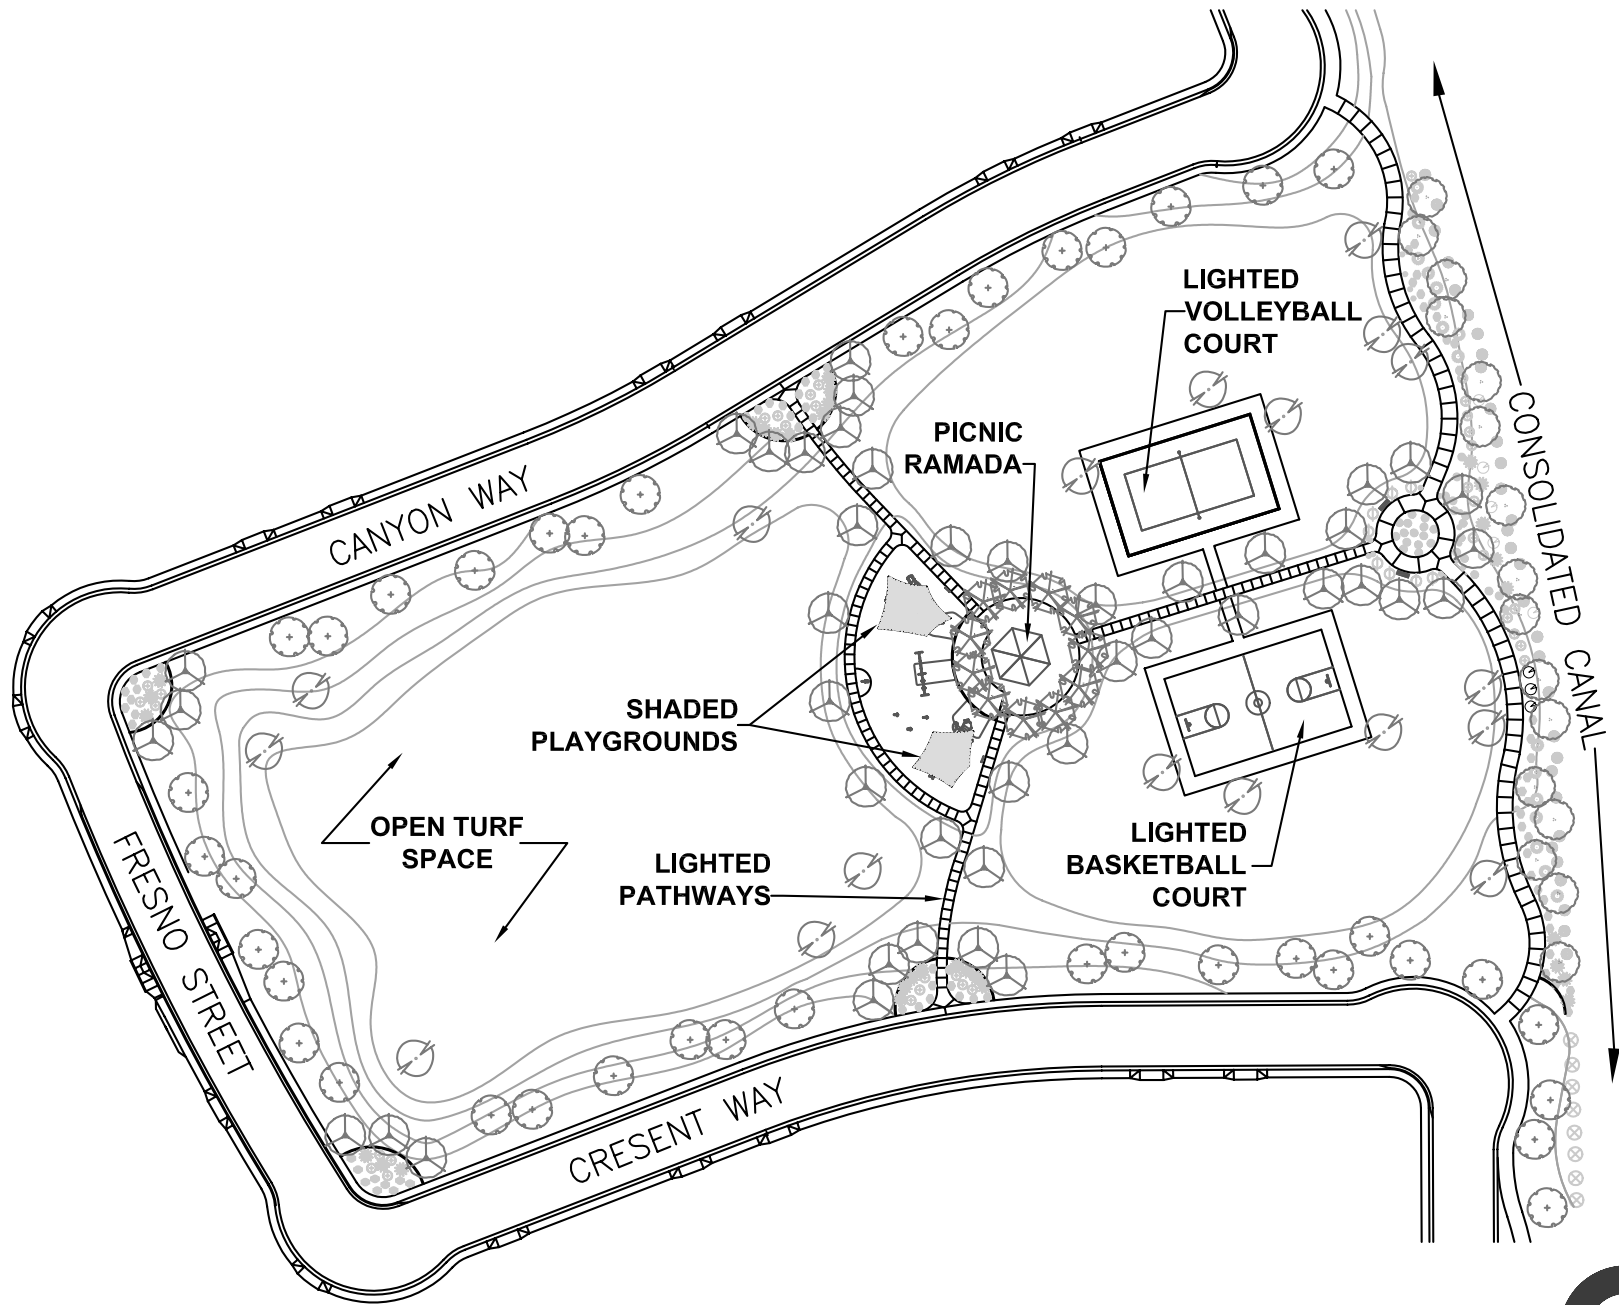 LIGHTED
VOLLEYBALL
COURT
PICNIC
RAMADA
CONSOLIDATED CANAL
CANYON WAY
SHADED
PLAYGROUNDS
OPEN TURF
SPACE
LIGHTED
PATHWAYS
LIGHTED
BASKETBALL
COURT
FRESNO STREET
CRESENT WAY